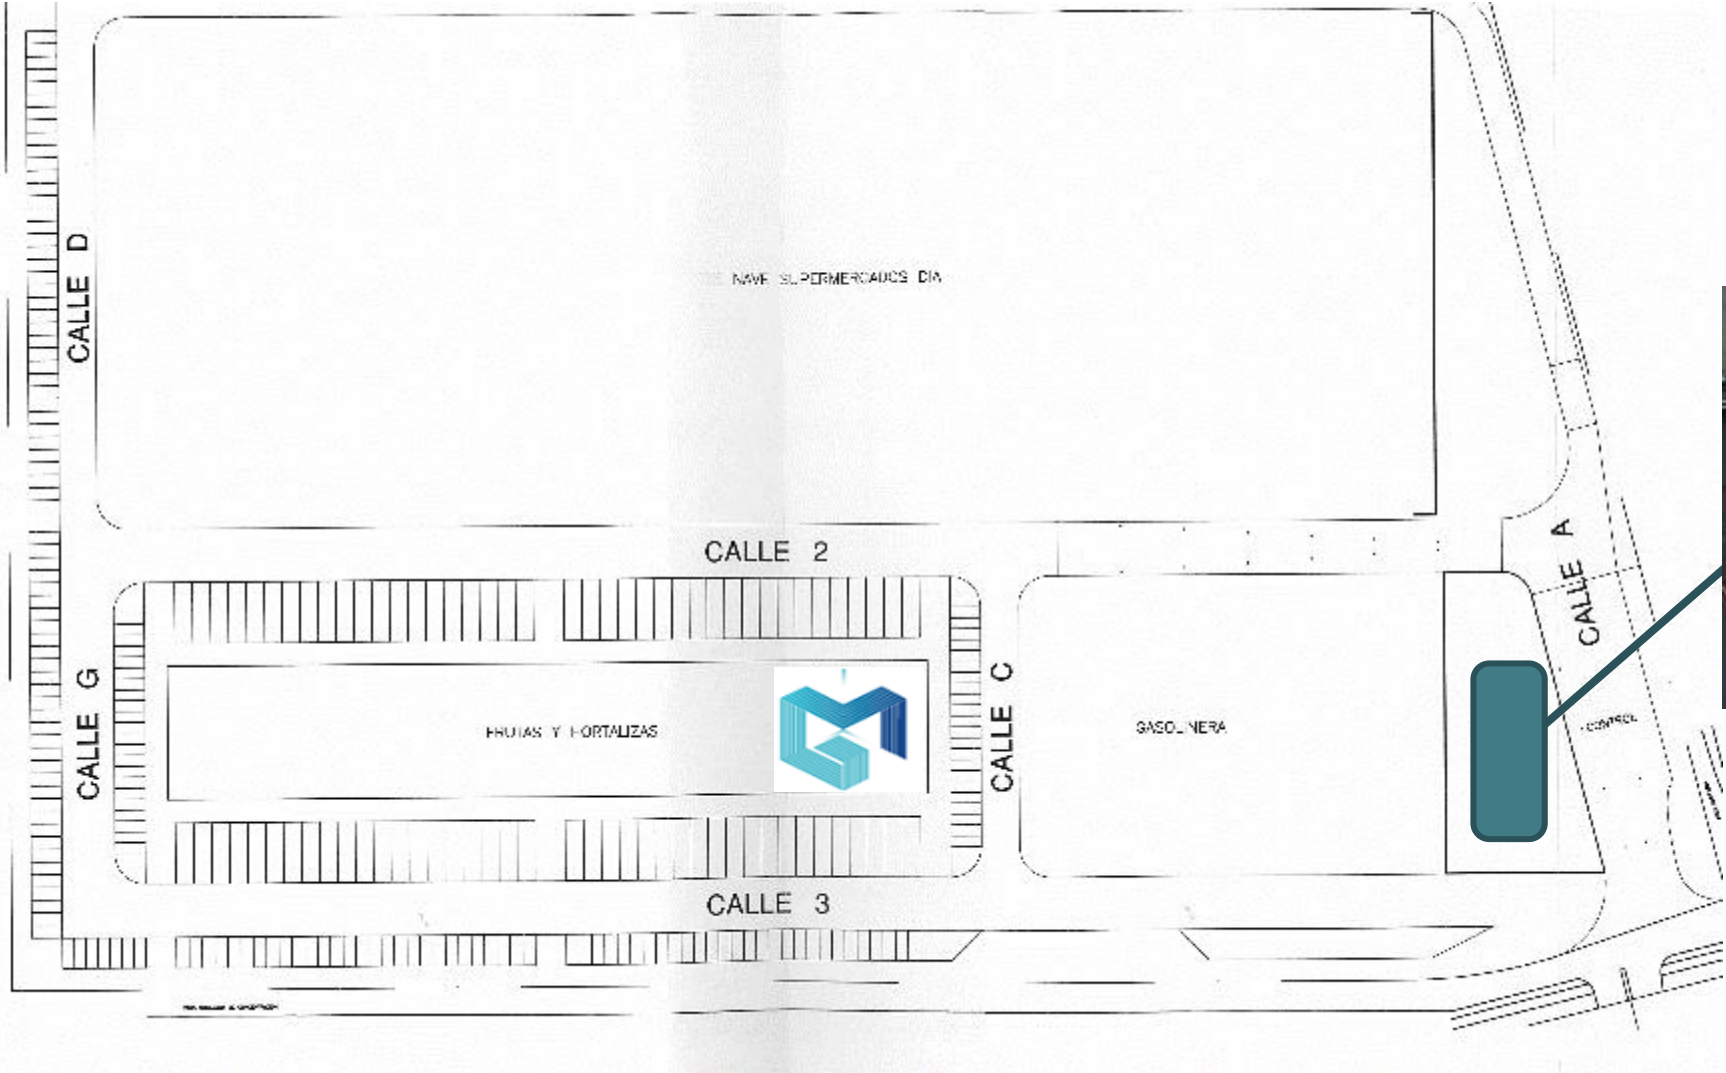 CALLE D
NAVE SUPERMERCADOS DIA
CALLE 2
CALLE A
CALLE G
FRUTAS Y HORTALIZAS
CALLE C
GASOLINERA
CONTROL
CALLE 3